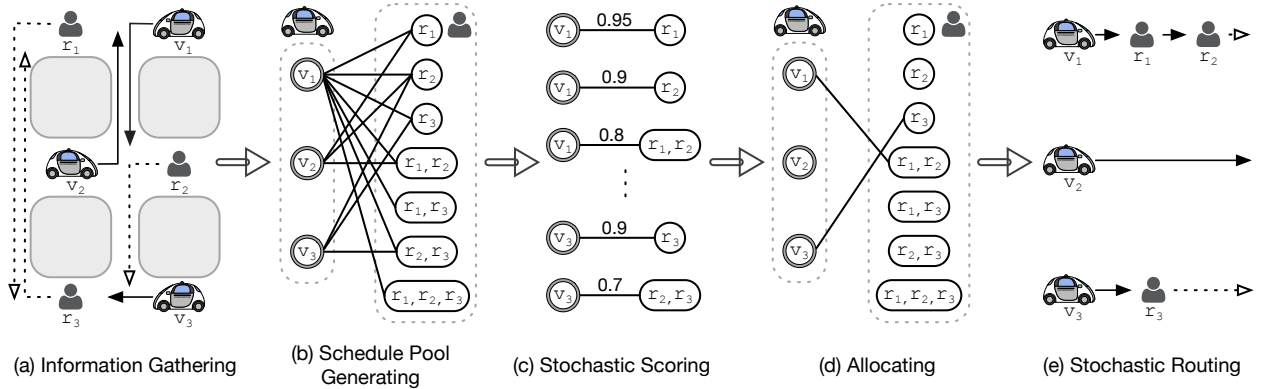 r₁
v₁
v₂
r₂
r₃
v₃
(a) Information Gathering
v₁
v₂
v₃
r₁
r₂
r₃
r₁,r₂
r₁,r₃
r₂,r₃
r₁,r₂,r₃
(b) Schedule Pool
Generating
v₁ 0.95 r₁
v₁ 0.9 r₂
v₁ 0.8 r₁,r₂
v₃ 0.9 r₃
v₃ 0.7 r₂,r₃
(c) Stochastic Scoring
v₁
v₂
v₃
r₁
r₂
r₃
r₁,r₂
r₁,r₃
r₂,r₃
r₁,r₂,r₃
(d) Allocating
v₁ r₁ r₂
v₂
v₃ r₃
(e) Stochastic Routing